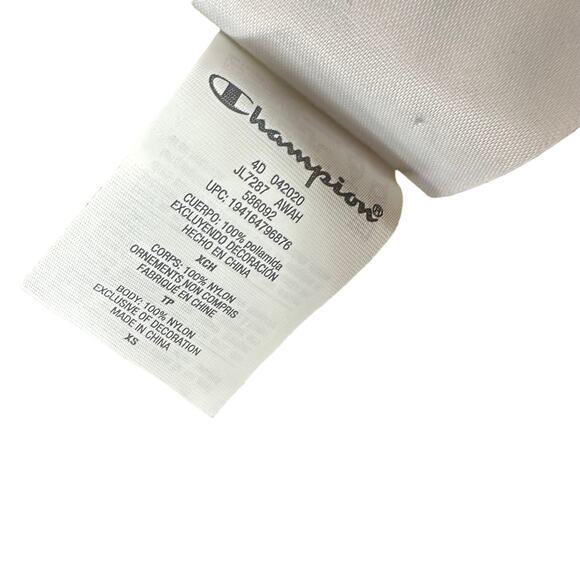 Champion®
4D 042020
JL7287 AWAH
586092
UPC: 194164796876
CUERPO: 100% poliamida
EXCLUYENDO DECORACIÓN
HECHO EN CHINA
XCH
CORPS: 100% NYLON
ORNEMENTS NON COMPRIS
FABRIQUE EN CHINE
TP
BODY: 100% NYLON
EXCLUSIVE OF DECORATION
MADE IN CHINA
XS